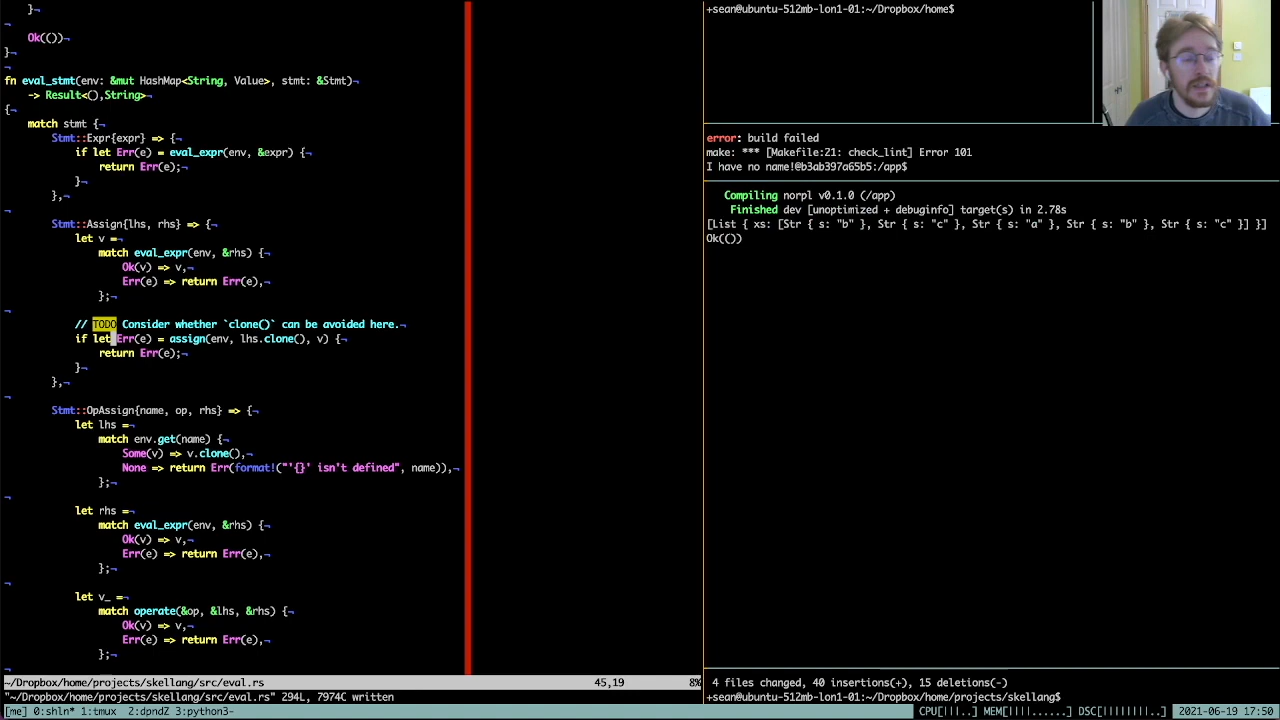 }¬
¬
    Ok(())¬
}¬
¬
fn eval_stmt(env: &mut HashMap<String, Value>, stmt: &Stmt)¬
    -> Result<(),String>¬
{¬
    match stmt {¬
        Stmt::Expr{expr} => {¬
            if let Err(e) = eval_expr(env, &expr) {¬
                return Err(e);¬
            }¬
        },¬
¬
        Stmt::Assign{lhs, rhs} => {¬
            let v =¬
                match eval_expr(env, &rhs) {¬
                    Ok(v) => v,¬
                    Err(e) => return Err(e),¬
                };¬
¬
            // TODO Consider whether `clone()` can be avoided here.¬
            if let Err(e) = assign(env, lhs.clone(), v) {¬
                return Err(e);¬
            }¬
        },¬
¬
        Stmt::OpAssign{name, op, rhs} => {¬
            let lhs =¬
                match env.get(name) {¬
                    Some(v) => v.clone(),¬
                    None => return Err(format!("'{}' isn't defined", name)),¬
                };¬
¬
            let rhs =¬
                match eval_expr(env, &rhs) {¬
                    Ok(v) => v,¬
                    Err(e) => return Err(e),¬
                };¬
¬
            let v_ =¬
                match operate(&op, &lhs, &rhs) {¬
                    Ok(v) => v,¬
                    Err(e) => return Err(e),¬
                };¬
¬
~/Dropbox/home/projects/skellang/src/eval.rs 45,19 8%
"~/Dropbox/home/projects/skellang/src/eval.rs" 294L, 7974C written
+sean@ubuntu-512mb-lon1-01:~/Dropbox/home$
error: build failed
make: *** [Makefile:21: check_lint] Error 101
I have no name!@b3ab397a65b5:/app$
   Compiling norpl v0.1.0 (/app)
    Finished dev [unoptimized + debuginfo] target(s) in 2.78s
[List { xs: [Str { s: "b" }, Str { s: "c" }, Str { s: "a" }, Str { s: "b" }, Str { s: "c" }] }]
Ok(())
 4 files changed, 40 insertions(+), 15 deletions(-)
+sean@ubuntu-512mb-lon1-01:~/Dropbox/home/projects/skellang$
[me] 0:shln* 1:tmux  2:dpndZ 3:python3- CPU[|||..] MEM[||||......] DSC[||||||||..] 2021-06-19 17:50